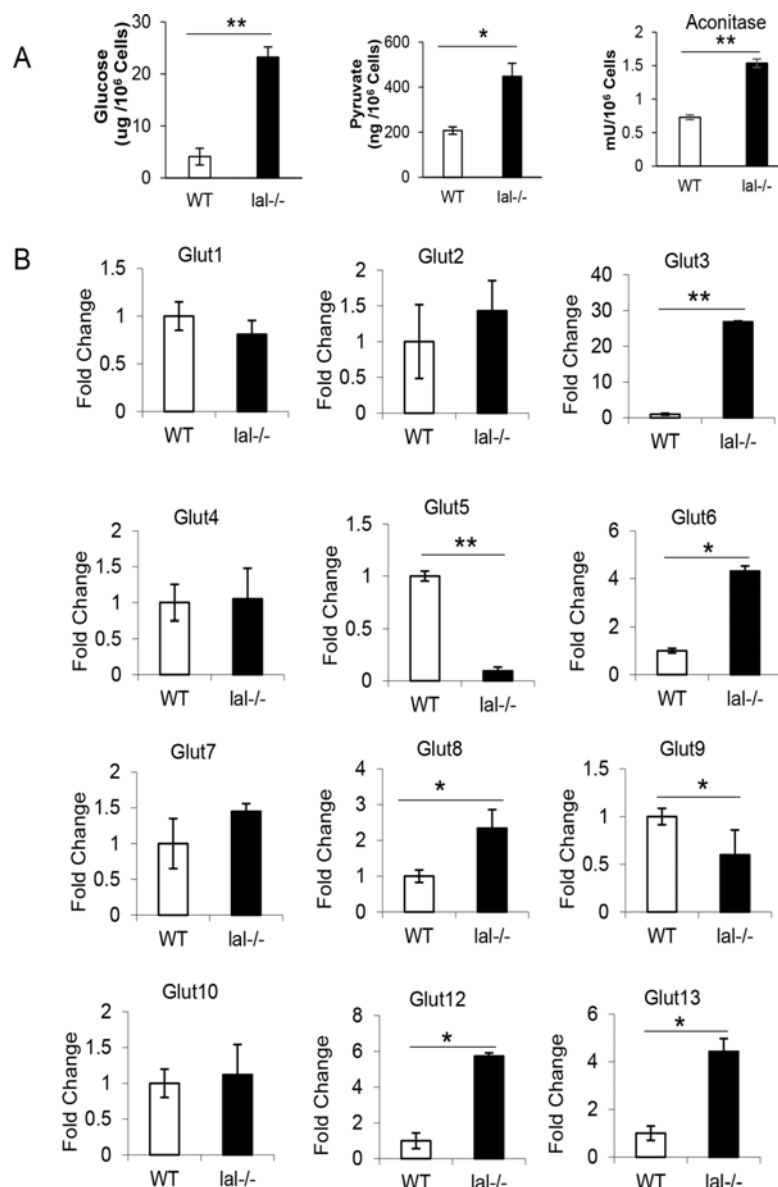 A
Glucose
(ug /10⁶ Cells)
30
20
10
0
**
WT lal-/-
Pyruvate
(ng /10⁶ Cells)
600
400
200
0
*
WT lal-/-
Aconitase
mU/10⁶ Cells
2
1.5
1
0.5
0
**
WT lal-/-
B
Glut1
Fold Change
1.5
1
0.5
0
WT lal-/-
Glut2
Fold Change
2
1.5
1
0.5
0
WT lal-/-
Glut3
Fold Change
40
30
20
10
0
**
WT lal-/-
Glut4
Fold Change
2
1.5
1
0.5
0
WT lal-/-
Glut5
Fold Change
1.5
1
0.5
0
**
WT lal-/-
Glut6
Fold Change
6
4
2
0
*
WT lal-/-
Glut7
Fold Change
2
1.5
1
0.5
0
WT lal-/-
Glut8
Fold Change
4
3
2
1
0
*
WT lal-/-
Glut9
Fold Change
1.5
1
0.5
0
*
WT lal-/-
Glut10
Fold Change
2
1.5
1
0.5
0
WT lal-/-
Glut12
Fold Change
8
6
4
2
0
*
WT lal-/-
Glut13
Fold Change
6
4
2
0
*
WT lal-/-